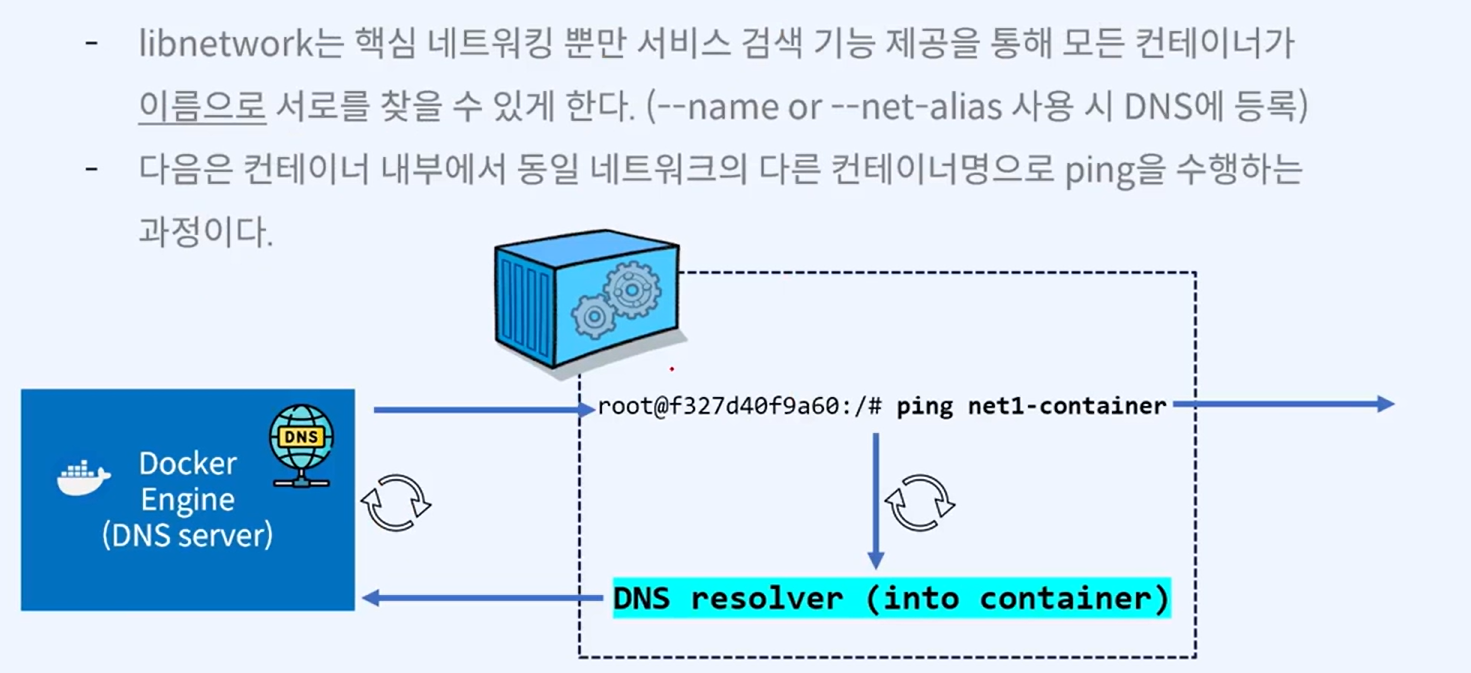 - libnetwork는 핵심 네트워킹 뿐만 서비스 검색 기능 제공을 통해 모든 컨테이너가
이름으로 서로를 찾을 수 있게 한다. (--name or --net-alias 사용 시 DNS에 등록)
- 다음은 컨테이너 내부에서 동일 네트워크의 다른 컨테이너명으로 ping을 수행하는
과정이다.
root@f327d40f9a60:/# ping net1-container
DNS
Docker
Engine
(DNS server)
DNS resolver (into container)